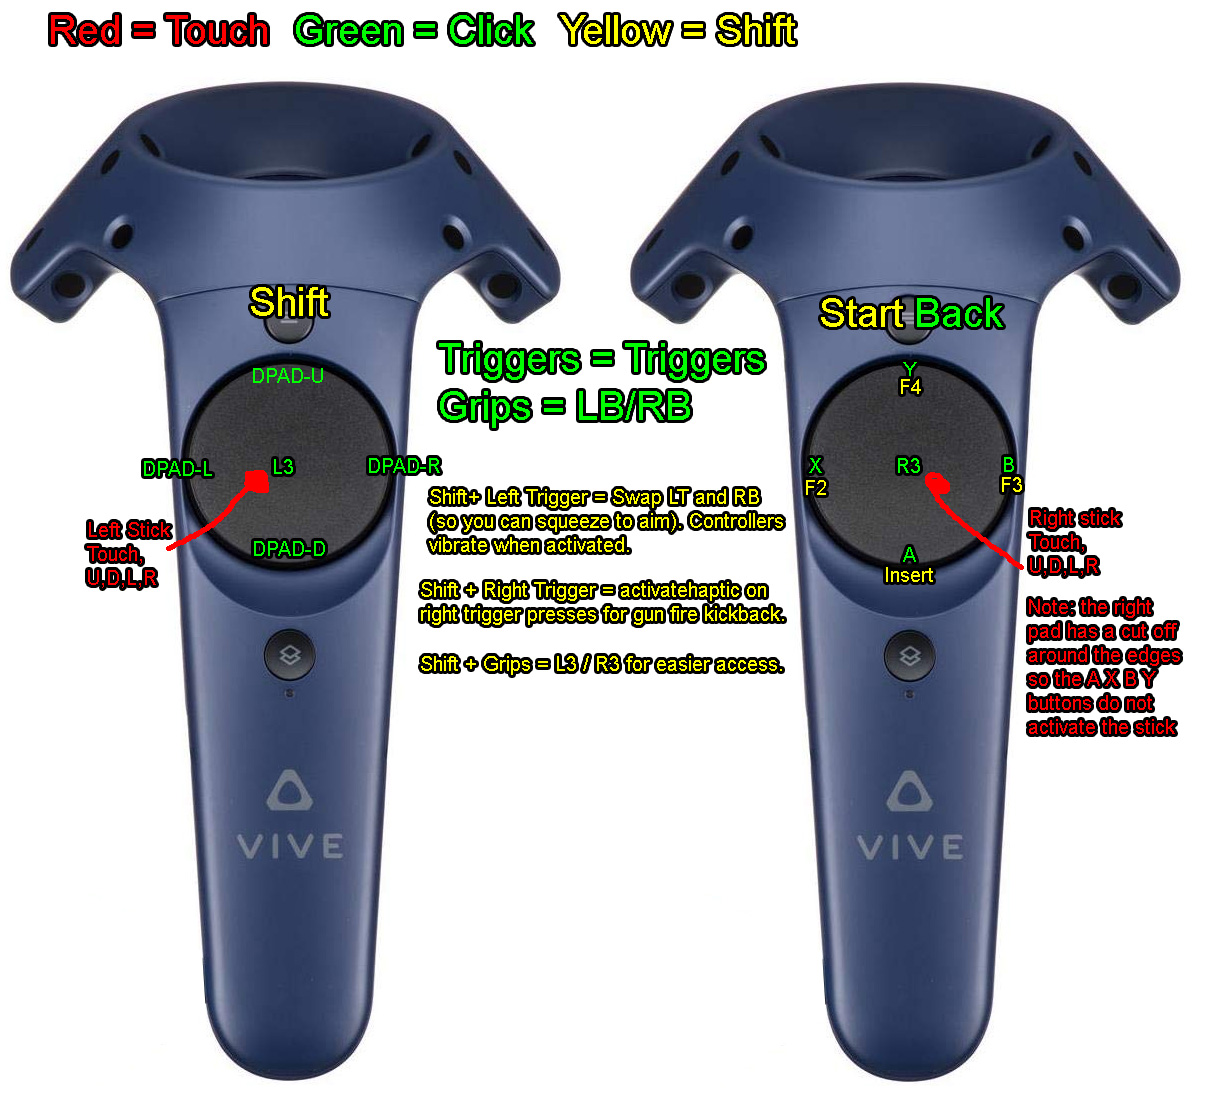 Red = Touch Green = Click Yellow = Shift
Shift
Start Back
Triggers = Triggers
Grips = LB/RB
DPAD-U
DPAD-L
L3
DPAD-R
DPAD-D
Left Stick
Touch,
U,D,L,R
Y
F4
X
F2
R3
B
F3
A
Insert
Shift+ Left Trigger = Swap LT and RB
(so you can squeeze to aim). Controllers
vibrate when activated.
Shift + Right Trigger = activatehaptic on
right trigger presses for gun fire kickback.
Shift + Grips = L3 / R3 for easier access.
Right stick
Touch,
U,D,L,R
Note: the right
pad has a cut off
around the edges
so the A X B Y
buttons do not
activate the stick
VIVE
VIVE